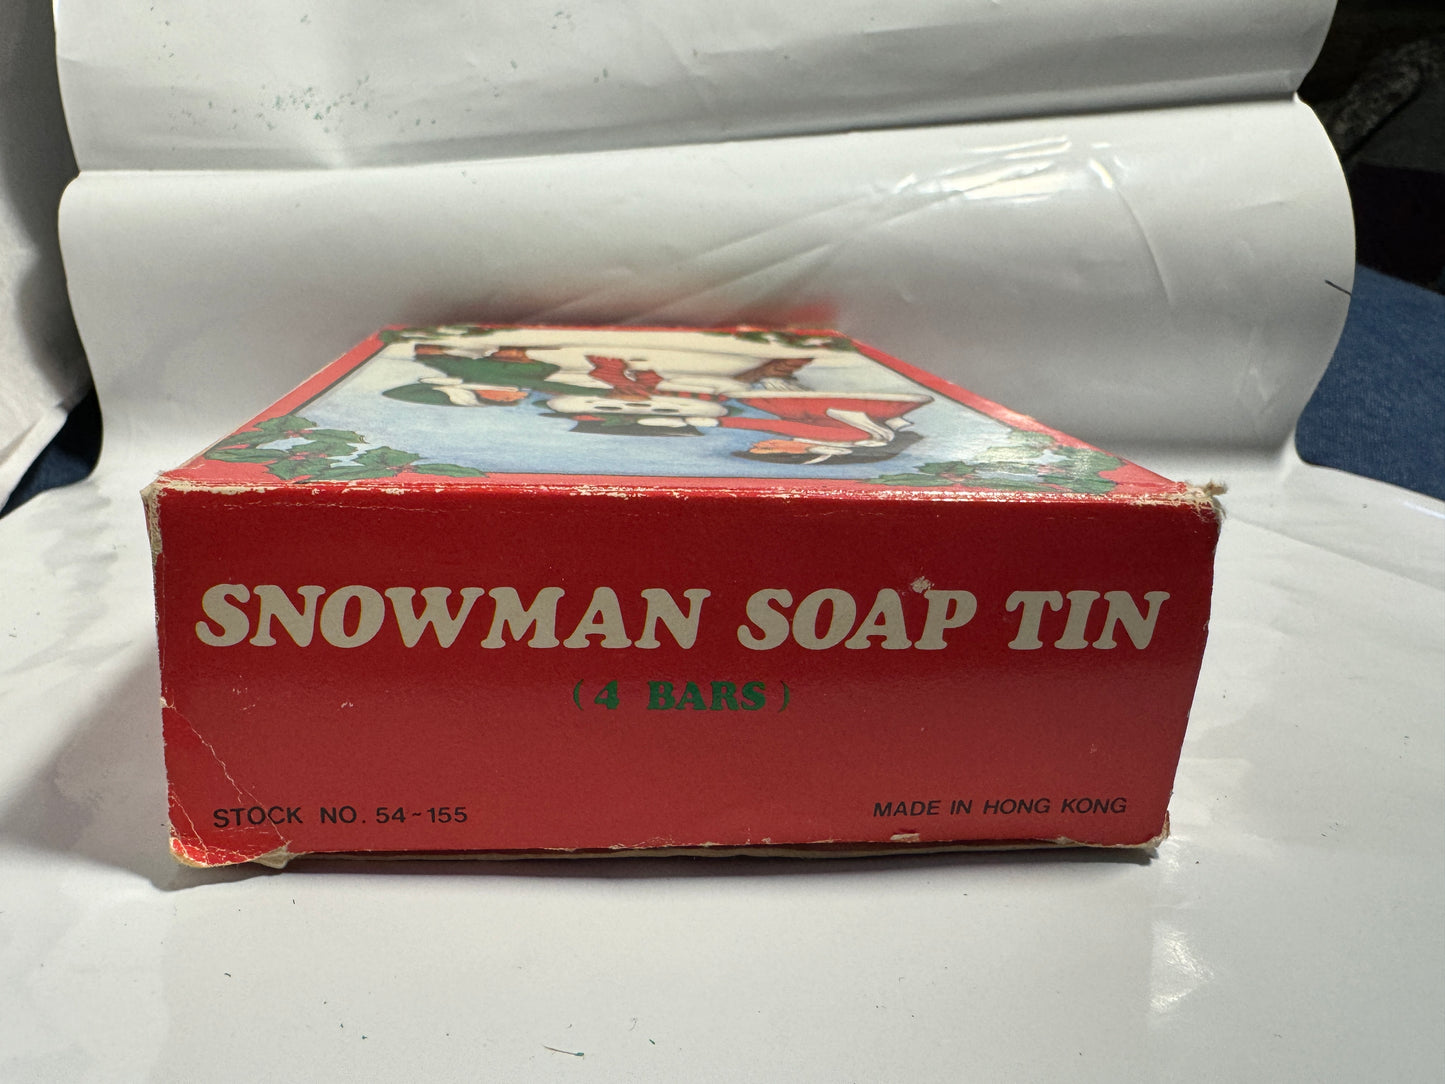 SNOWMAN SOAP TIN
(4 BARS)
STOCK NO. 54-155
MADE IN HONG KONG